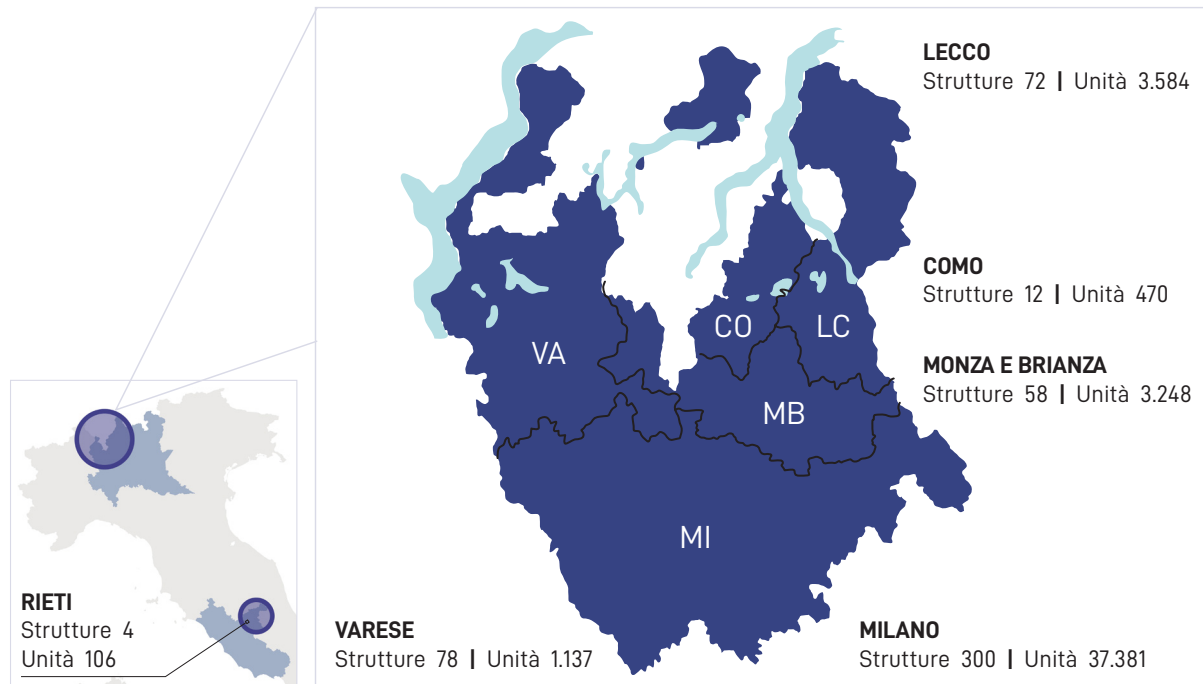 LECCO
Strutture 72 | Unità 3.584
COMO
Strutture 12 | Unità 470
MONZA E BRIANZA
Strutture 58 | Unità 3.248
CO
LC
VA
MB
MI
RIETI
Strutture 4
Unità 106
VARESE
Strutture 78 | Unità 1.137
MILANO
Strutture 300 | Unità 37.381